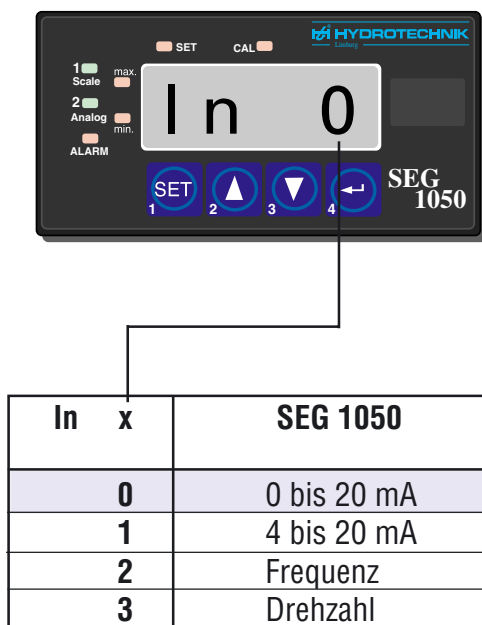 HYDROTECHNIK
Limburg
SET CAL
1
Scale
max.
2
Analog
min.
ALARM
In 0
SET
1 2 3 4
SEG
1050
In x SEG 1050
0 0 bis 20 mA
1 4 bis 20 mA
2 Frequenz
3 Drehzahl